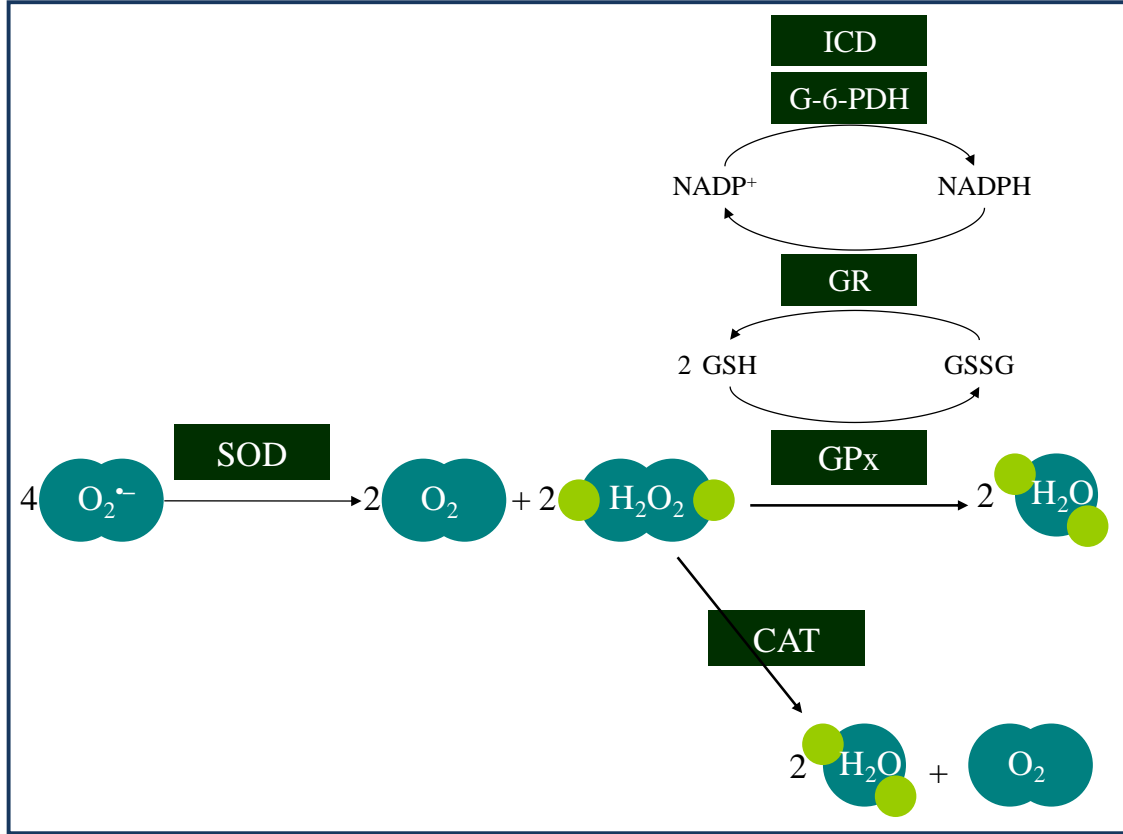 ICD
G-6-PDH
NADP⁺ NADPH
GR
2 GSH GSSG
SOD GPx
4 O₂•⁻ 2 O₂ + 2 H₂O₂ 2 H₂O
CAT
2 H₂O + O₂